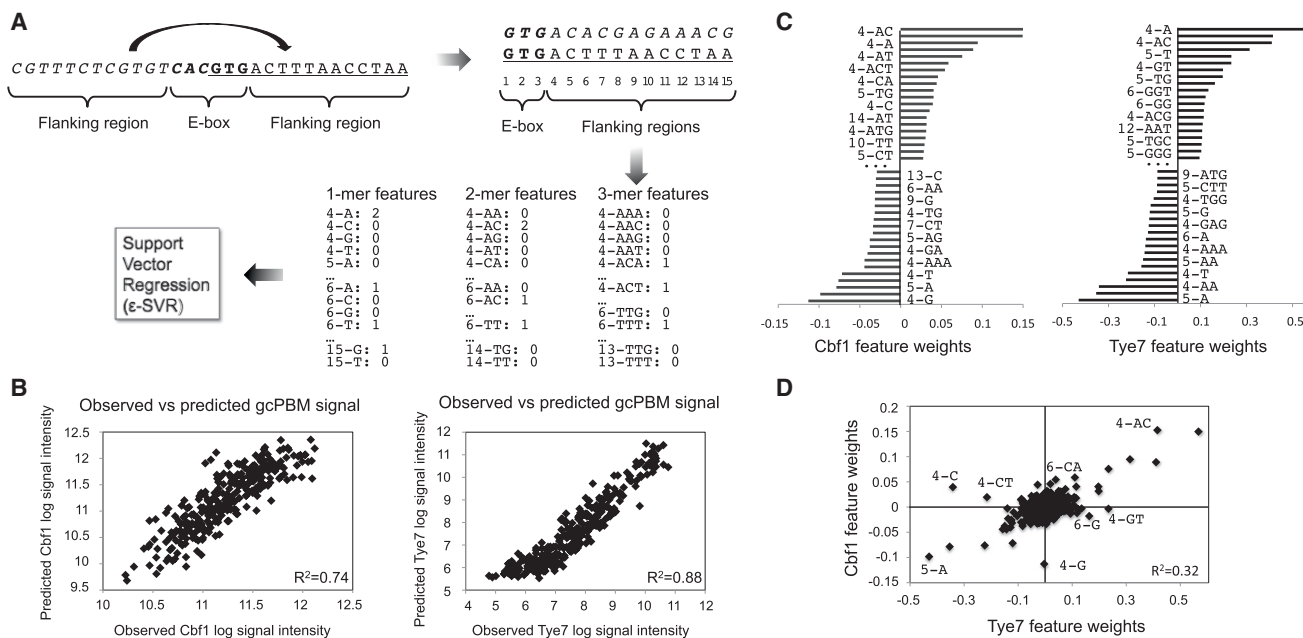 A
CGTTTCTCGTGTCACGTGACTTTAACCTAA
Flanking region
E-box
Flanking region
GTGACACGAGAAACG
GTGACTTTAACCTAA
1 2 3 4 5 6 7 8 9 10 11 12 13 14 15
E-box
Flanking regions
1-mer features
4-A: 2
4-C: 0
4-G: 0
4-T: 0
5-A: 0
...
6-A: 1
6-C: 0
6-G: 0
6-T: 1
...
15-G: 1
15-T: 0
2-mer features
4-AA: 0
4-AC: 2
4-AG: 0
4-AT: 0
4-CA: 0
...
6-AA: 0
6-AC: 1
...
6-TT: 1
...
14-TG: 0
14-TT: 0
3-mer features
4-AAA: 0
4-AAC: 0
4-AAG: 0
4-AAT: 0
4-ACA: 1
...
4-ACT: 1
...
6-TTG: 0
6-TTT: 1
...
13-TTG: 0
13-TTT: 0
Support
Vector
Regression
(ε-SVR)
B
Observed vs predicted gcPBM signal
Predicted Cbf1 log signal intensity
12.5
12
11.5
11
10.5
10
9.5
R²=0.74
10 10.5 11 11.5 12 12.5
Observed Cbf1 log signal intensity
Observed vs predicted gcPBM signal
Predicted Tye7 log signal intensity
12
11
10
9
8
7
6
5
R²=0.88
4 5 6 7 8 9 10 11 12
Observed Tye7 log signal intensity
C
4-AC
4-A
4-AT
4-ACT
4-CA
5-TG
4-C
14-AT
4-ATG
10-TT
5-CT
...
13-C
6-AA
9-G
4-TG
7-CT
5-AG
4-GA
4-AAA
4-T
5-A
4-G
-0.15 -0.1 -0.05 0 0.05 0.1 0.15
Cbf1 feature weights
4-A
4-AC
5-T
4-GT
5-TG
6-GGT
6-GG
4-ACG
12-AAT
5-TGC
5-GGG
...
9-ATG
5-CTT
4-TGG
5-G
4-GAG
6-A
4-AAA
5-AA
4-T
4-AA
5-A
-0.5 -0.3 -0.1 0.1 0.3 0.5
Tye7 feature weights
D
Cbf1 feature weights
0.2
0.15
0.1
0.05
0
-0.05
-0.1
-0.15
4-AC
6-CA
4-C
4-CT
6-G
4-GT
5-A
4-G
R²=0.32
-0.5 -0.3 -0.1 0.1 0.3 0.5
Tye7 feature weights